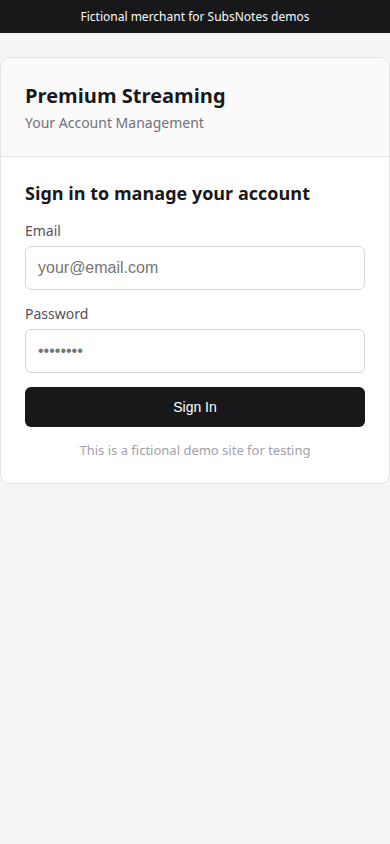 Fictional merchant for SubsNotes demos
Premium Streaming
Your Account Management
Sign in to manage your account
Email
your@email.com
Password
••••••••
Sign In
This is a fictional demo site for testing